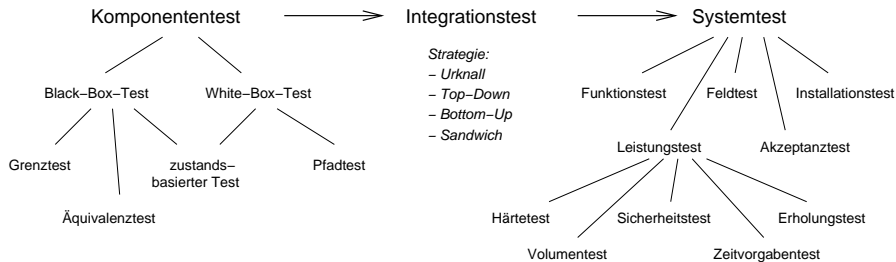 Komponententest
Integrationstest
Systemtest
Strategie:
– Urknall
– Top–Down
– Bottom–Up
– Sandwich
Black–Box–Test
White–Box–Test
Funktionstest
Feldtest
Installationstest
Grenztest
zustands–
basierter Test
Pfadtest
Leistungstest
Akzeptanztest
Äquivalenztest
Härtetest
Sicherheitstest
Erholungstest
Volumentest
Zeitvorgabentest